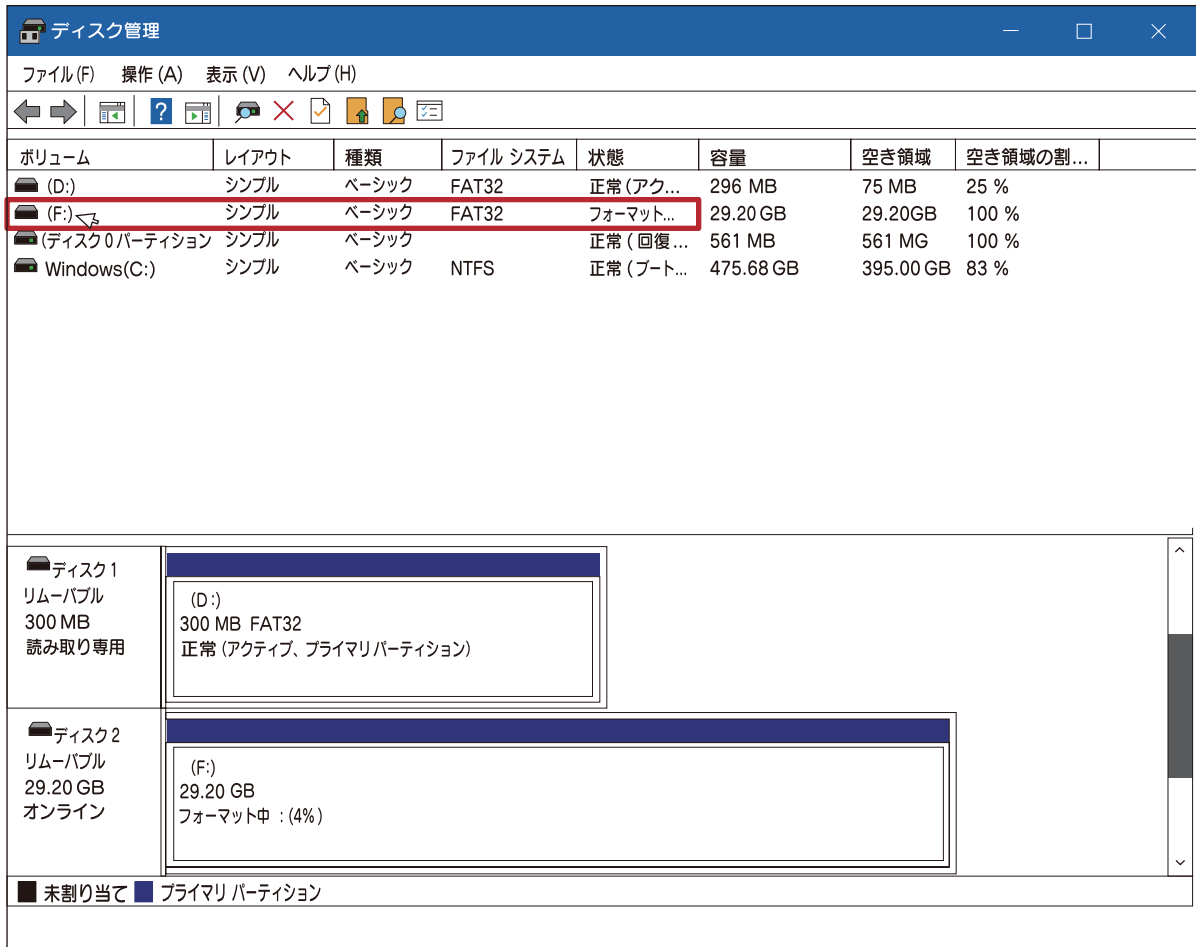 ディスク管理
ファイル(F) 操作(A) 表示(V) ヘルプ(H)
?
ボリューム レイアウト 種類 ファイル システム 状態 容量 空き領域 空き領域の割...
(D:) シンプル ベーシック FAT32 正常(アク... 296 MB 75 MB 25 %
(F:) シンプル ベーシック FAT32 フォーマット... 29.20 GB 29.20GB 100 %
(ディスク0パーティション シンプル ベーシック 正常(回復... 561 MB 561 MG 100 %
Windows(C:) シンプル ベーシック NTFS 正常(ブート... 475.68 GB 395.00 GB 83 %
ディスク1
リムーバブル
300 MB
読み取り専用
(D:)
300 MB FAT32
正常(アクティブ、プライマリパーティション)
ディスク2
リムーバブル
29.20 GB
オンライン
(F:)
29.20 GB
フォーマット中 :(4%)
未割り当て プライマリ パーティション